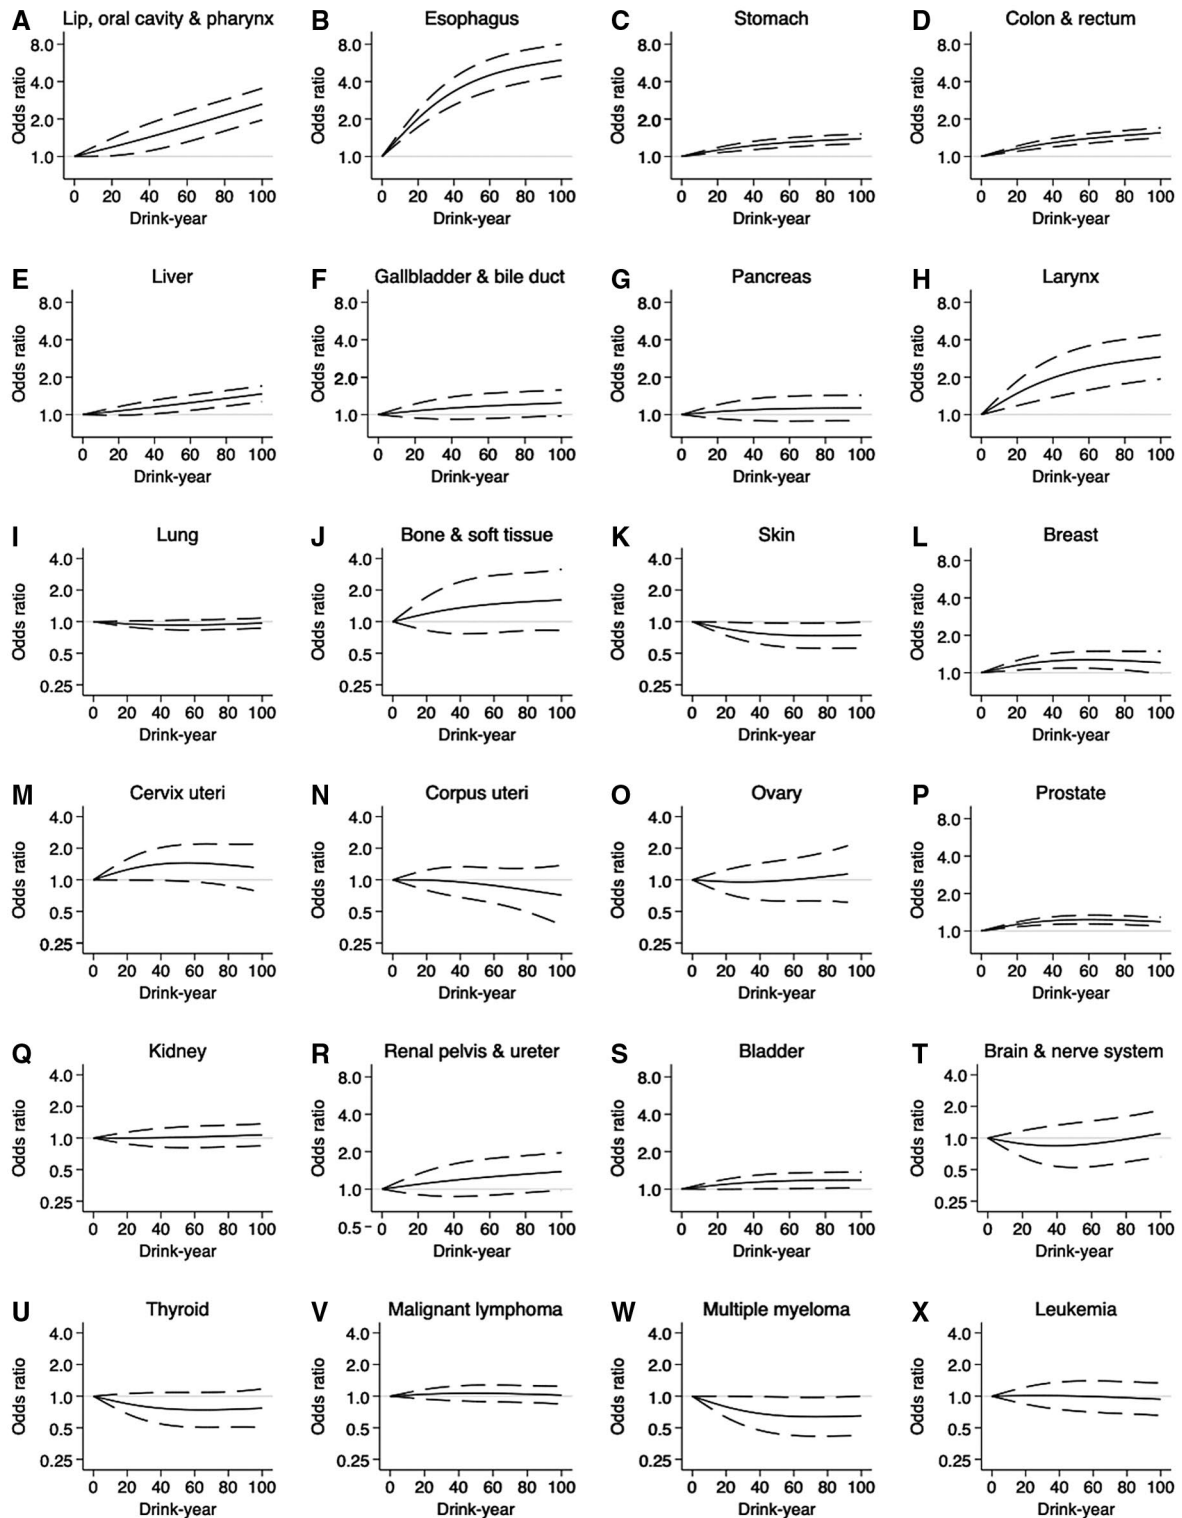 A Lip, oral cavity & pharynx
8.0
4.0
2.0
1.0
Odds ratio
0 20 40 60 80 100
Drink-year
B Esophagus
8.0
4.0
2.0
1.0
Odds ratio
0 20 40 60 80 100
Drink-year
C Stomach
8.0
4.0
2.0
1.0
Odds ratio
0 20 40 60 80 100
Drink-year
D Colon & rectum
8.0
4.0
2.0
1.0
Odds ratio
0 20 40 60 80 100
Drink-year
E Liver
8.0
4.0
2.0
1.0
Odds ratio
0 20 40 60 80 100
Drink-year
F Gallbladder & bile duct
8.0
4.0
2.0
1.0
Odds ratio
0 20 40 60 80 100
Drink-year
G Pancreas
8.0
4.0
2.0
1.0
Odds ratio
0 20 40 60 80 100
Drink-year
H Larynx
8.0
4.0
2.0
1.0
Odds ratio
0 20 40 60 80 100
Drink-year
I Lung
4.0
2.0
1.0
0.5
0.25
Odds ratio
0 20 40 60 80 100
Drink-year
J Bone & soft tissue
4.0
2.0
1.0
0.5
0.25
Odds ratio
0 20 40 60 80 100
Drink-year
K Skin
4.0
2.0
1.0
0.5
0.25
Odds ratio
0 20 40 60 80 100
Drink-year
L Breast
8.0
4.0
2.0
1.0
Odds ratio
0 20 40 60 80 100
Drink-year
M Cervix uteri
4.0
2.0
1.0
0.5
0.25
Odds ratio
0 20 40 60 80 100
Drink-year
N Corpus uteri
4.0
2.0
1.0
0.5
0.25
Odds ratio
0 20 40 60 80 100
Drink-year
O Ovary
4.0
2.0
1.0
0.5
0.25
Odds ratio
0 20 40 60 80 100
Drink-year
P Prostate
8.0
4.0
2.0
1.0
Odds ratio
0 20 40 60 80 100
Drink-year
Q Kidney
4.0
2.0
1.0
0.5
0.25
Odds ratio
0 20 40 60 80 100
Drink-year
R Renal pelvis & ureter
8.0
4.0
2.0
1.0
0.5
Odds ratio
0 20 40 60 80 100
Drink-year
S Bladder
8.0
4.0
2.0
1.0
Odds ratio
0 20 40 60 80 100
Drink-year
T Brain & nerve system
4.0
2.0
1.0
0.5
0.25
Odds ratio
0 20 40 60 80 100
Drink-year
U Thyroid
4.0
2.0
1.0
0.5
0.25
Odds ratio
0 20 40 60 80 100
Drink-year
V Malignant lymphoma
4.0
2.0
1.0
0.5
0.25
Odds ratio
0 20 40 60 80 100
Drink-year
W Multiple myeloma
4.0
2.0
1.0
0.5
0.25
Odds ratio
0 20 40 60 80 100
Drink-year
X Leukemia
4.0
2.0
1.0
0.5
0.25
Odds ratio
0 20 40 60 80 100
Drink-year